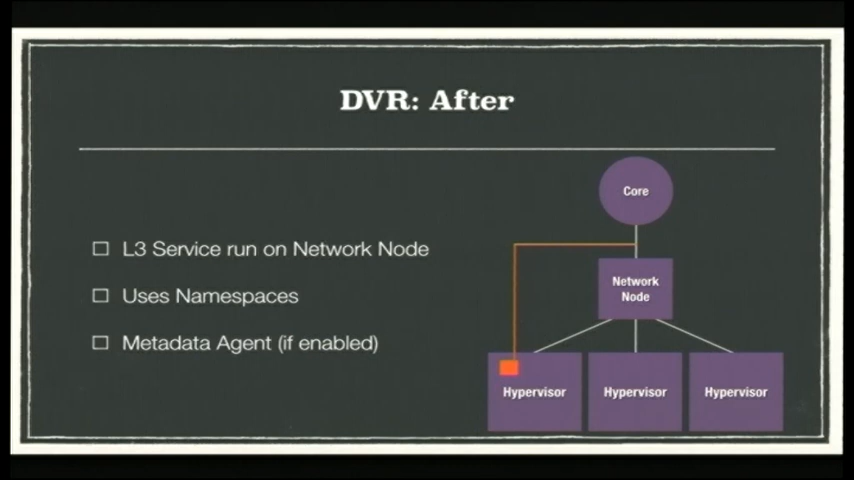 DVR: After
L3 Service run on Network Node
Uses Namespaces
Metadata Agent (if enabled)
Core
Network
Node
Hypervisor
Hypervisor
Hypervisor